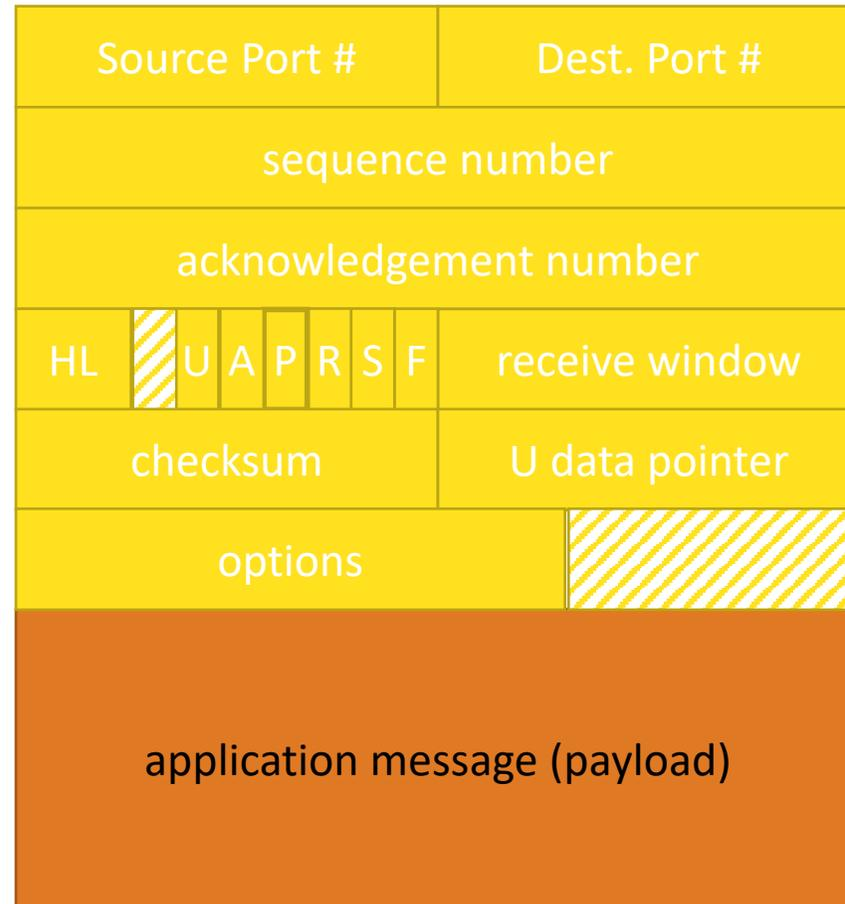 Source Port # Dest. Port #
sequence number
acknowledgement number
HL U A P R S F receive window
checksum U data pointer
options
application message (payload)